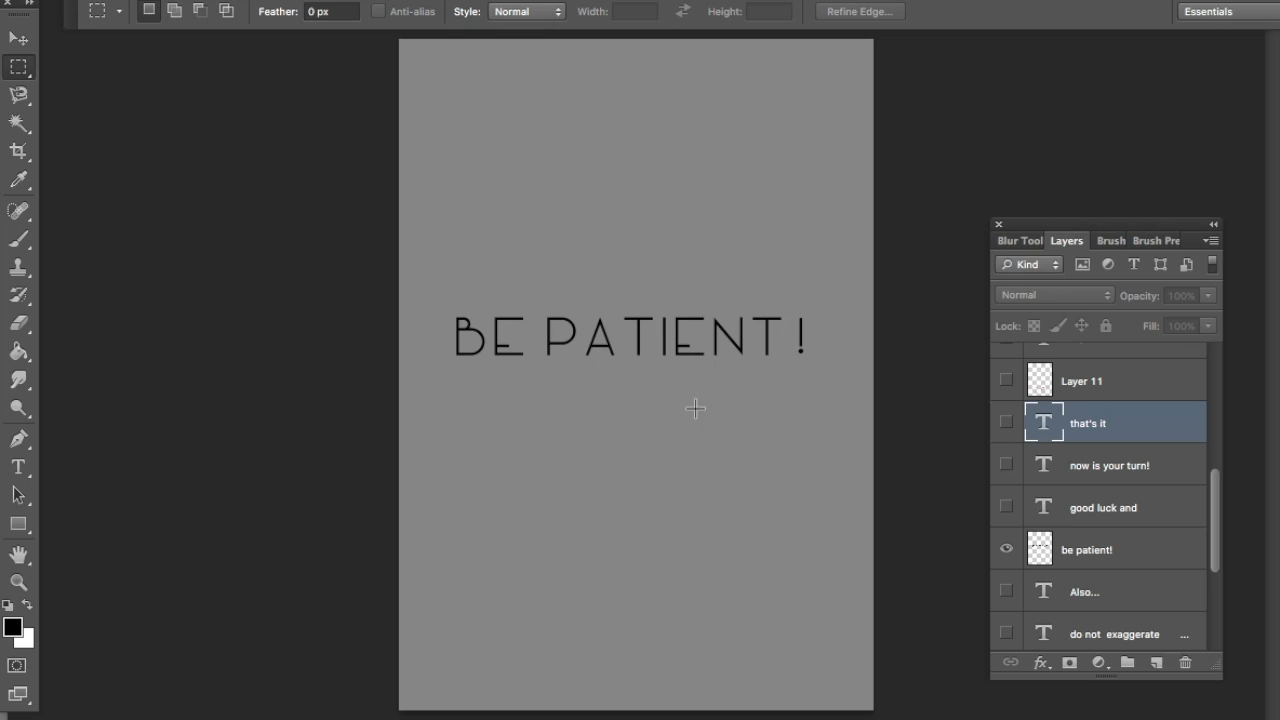 Feather: 0 px Anti-alias Style: Normal Width: Height: Refine Edge... Essentials
BE PATIENT!
Blur Tool Layers Brush Brush Pre
Kind
Normal Opacity: 100%
Lock: Fill: 100%
Layer 11
that's it
now is your turn!
good luck and
be patient!
Also...
do not exaggerate ...